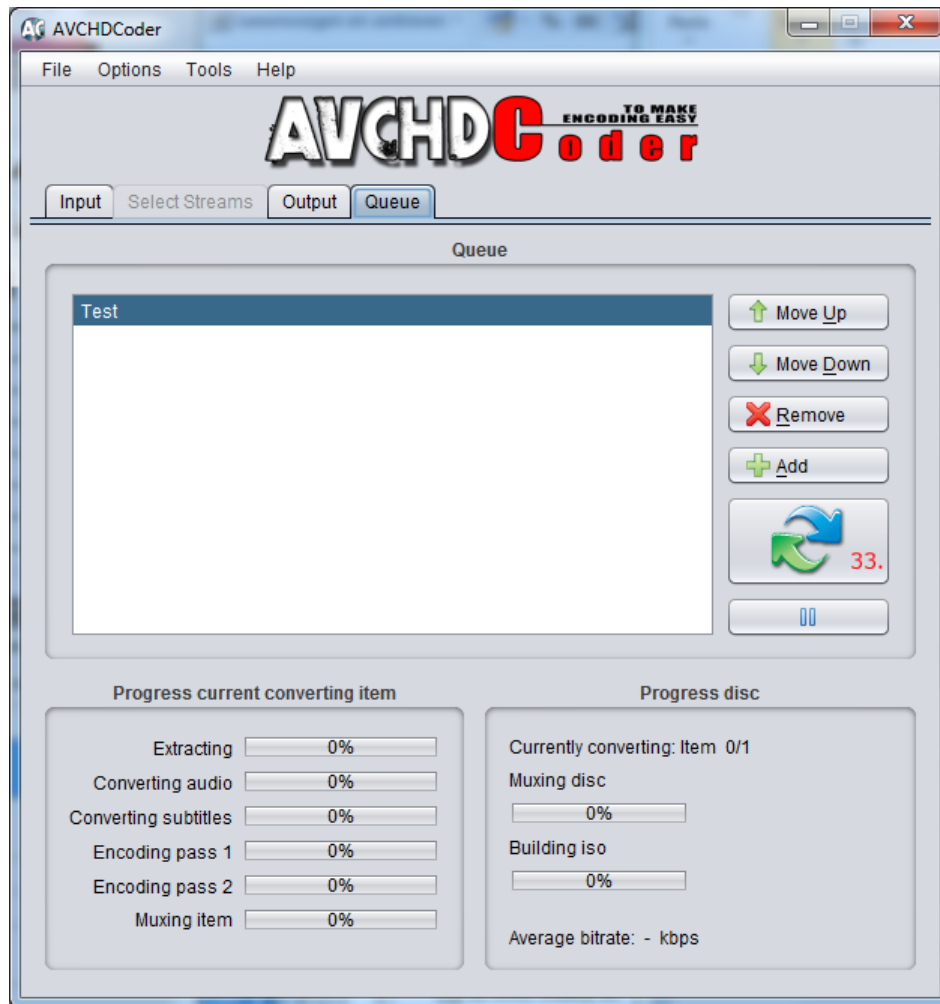 AVCHDCoder
File Options Tools Help
AVCHDCoder TO MAKE ENCODING EASY
Input Select Streams Output Queue
Queue
Test
Move Up
Move Down
Remove
Add
33.
Progress current converting item
Extracting 0%
Converting audio 0%
Converting subtitles 0%
Encoding pass 1 0%
Encoding pass 2 0%
Muxing item 0%
Progress disc
Currently converting: Item 0/1
Muxing disc
0%
Building iso
0%
Average bitrate: - kbps